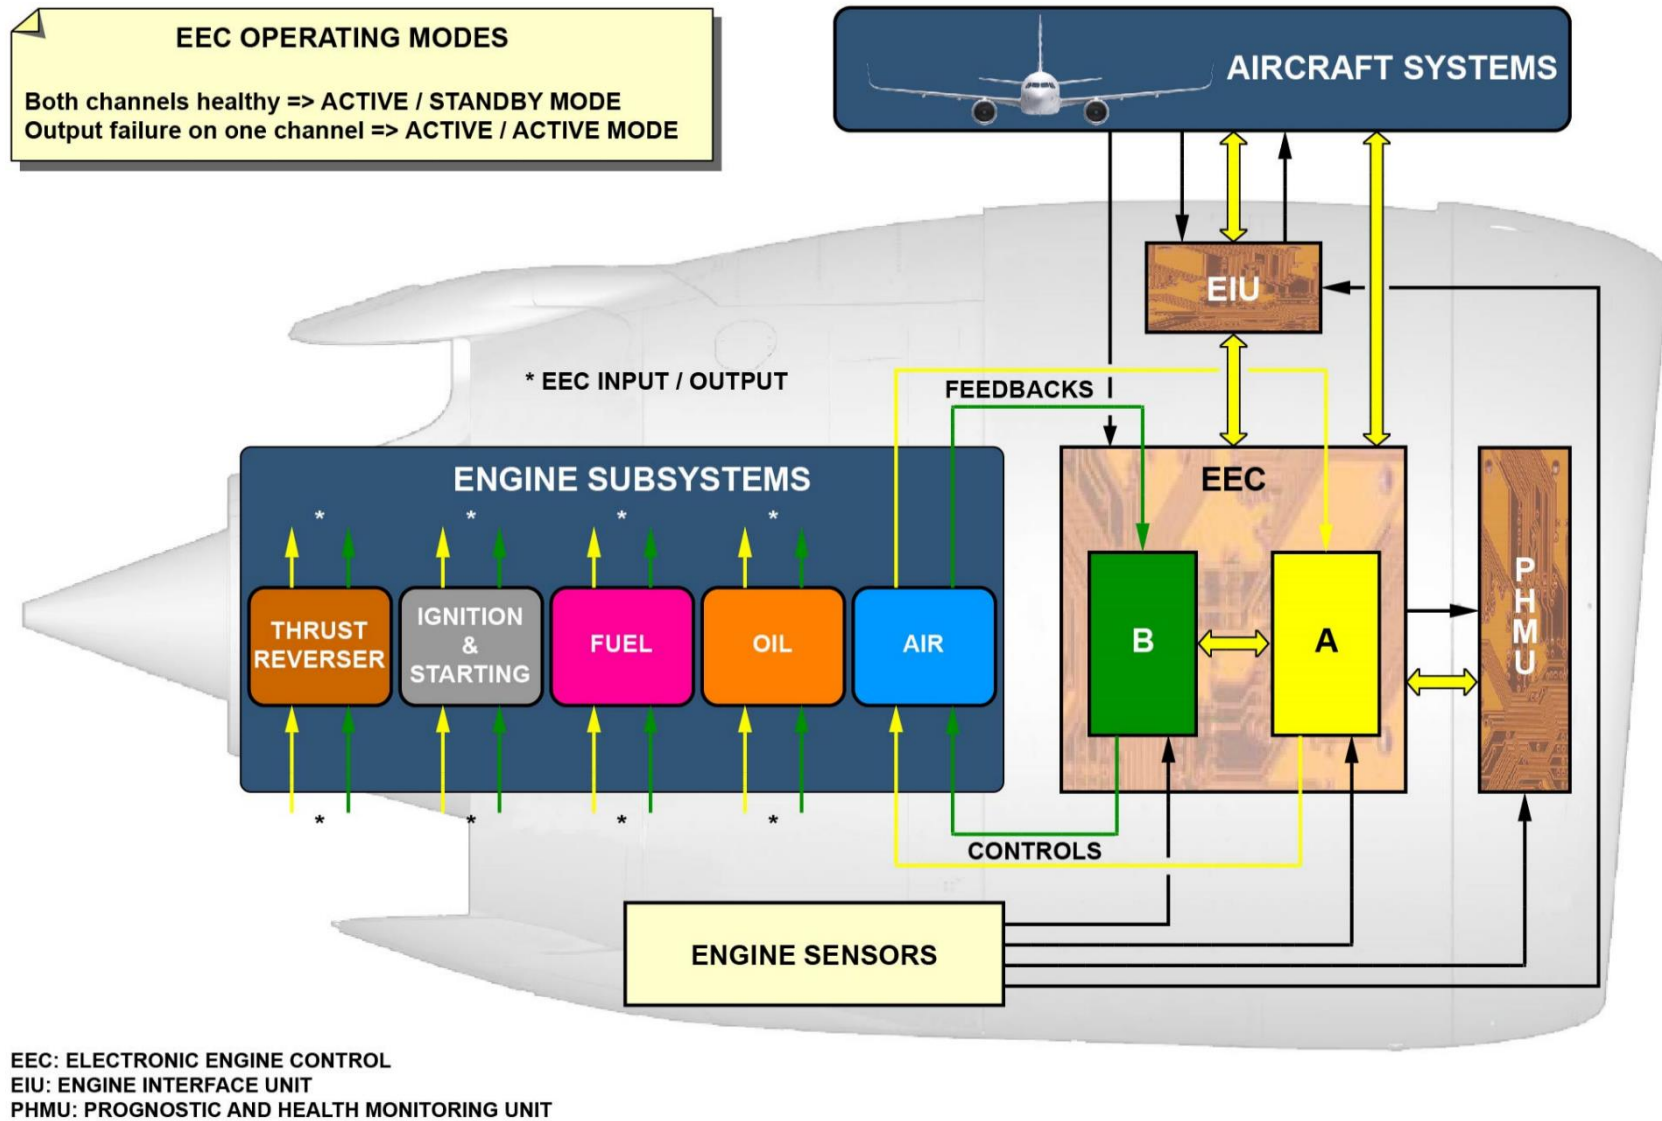 EEC OPERATING MODES
Both channels healthy => ACTIVE / STANDBY MODE
Output failure on one channel => ACTIVE / ACTIVE MODE
AIRCRAFT SYSTEMS
EIU
* EEC INPUT / OUTPUT
FEEDBACKS
ENGINE SUBSYSTEMS
EEC
* * * *
THRUST
REVERSER
IGNITION
&
STARTING
FUEL
OIL
AIR
B
A
P
H
M
U
* * * *
CONTROLS
ENGINE SENSORS
EEC: ELECTRONIC ENGINE CONTROL
EIU: ENGINE INTERFACE UNIT
PHMU: PROGNOSTIC AND HEALTH MONITORING UNIT